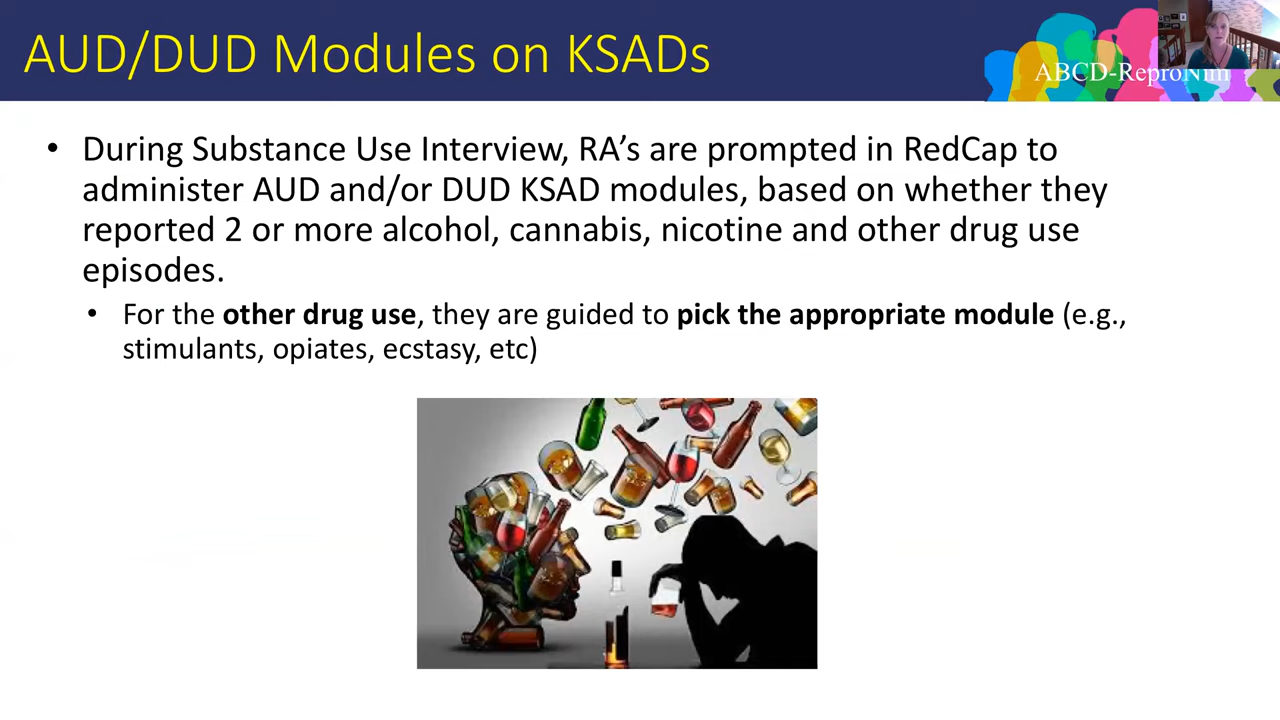 AUD/DUD Modules on KSADs
ABCD-ReproNim
• During Substance Use Interview, RA’s are prompted in RedCap to
administer AUD and/or DUD KSAD modules, based on whether they
reported 2 or more alcohol, cannabis, nicotine and other drug use
episodes.
• For the other drug use, they are guided to pick the appropriate module (e.g.,
stimulants, opiates, ecstasy, etc)